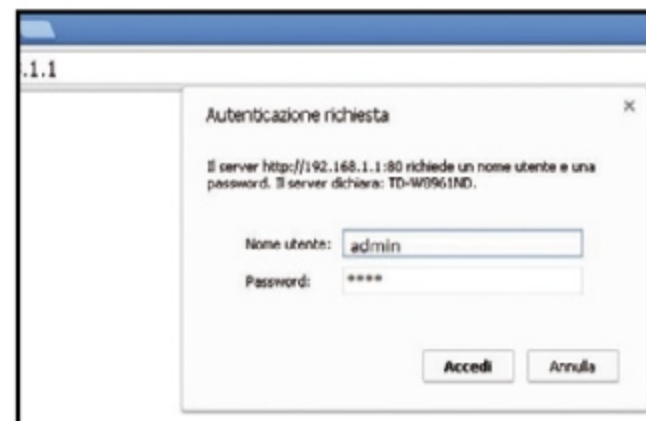 .1.1
Autenticazione richiesta
×
Il server http://192.168.1.1:80 richiede un nome utente e una
password. Il server dichiara: TD-W8961ND.
Nome utente: admin
Password: ****
Accedi Annulla